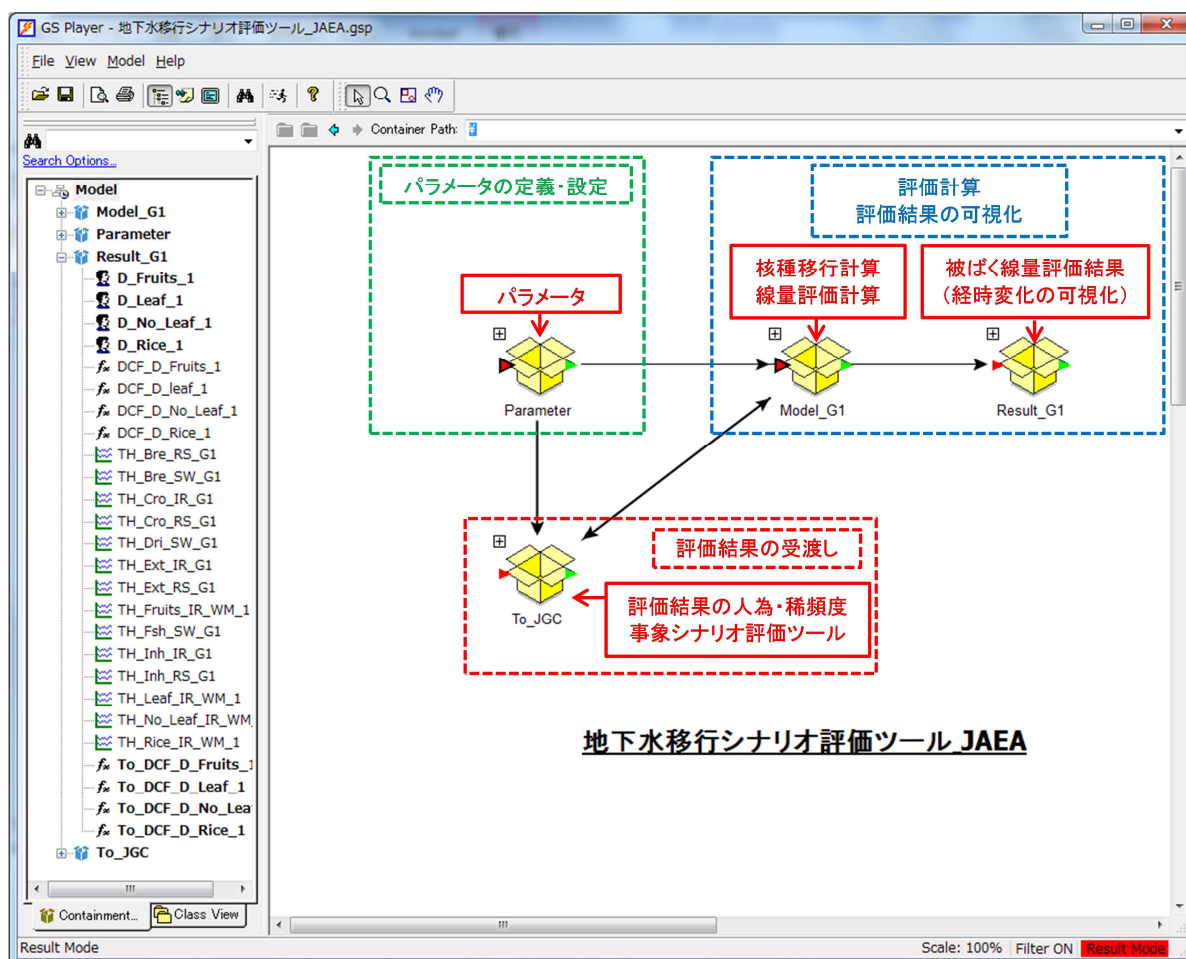 GS Player - 地下水移行シナリオ評価ツール_JAEA.gsp
File View Model Help
Container Path: ¥
Search Options...
Model
Model_G1
Parameter
Result_G1
D_Fruits_1
D_Leaf_1
D_No_Leaf_1
D_Rice_1
DCF_D_Fruits_1
DCF_D_leaf_1
DCF_D_No_Leaf_1
DCF_D_Rice_1
TH_Bre_RS_G1
TH_Bre_SW_G1
TH_Cro_IR_G1
TH_Cro_RS_G1
TH_Dri_SW_G1
TH_Ext_IR_G1
TH_Ext_RS_G1
TH_Fruits_IR_WM_1
TH_Fsh_SW_G1
TH_Inh_IR_G1
TH_Inh_RS_G1
TH_Leaf_IR_WM_1
TH_No_Leaf_IR_WM_
TH_Rice_IR_WM_1
To_DCF_D_Fruits_1
To_DCF_D_Leaf_1
To_DCF_D_No_Lea
To_DCF_D_Rice_1
To_JGC
Containment...
Class View
パラメータの定義・設定
パラメータ
Parameter
評価計算
評価結果の可視化
核種移行計算
線量評価計算
Model_G1
被ばく線量評価結果
(経時変化の可視化)
Result_G1
評価結果の受渡し
To_JGC
評価結果の人為・稀頻度
事象シナリオ評価ツール
地下水移行シナリオ評価ツール_JAEA
Result Mode
Scale: 100%
Filter ON
Result Mode